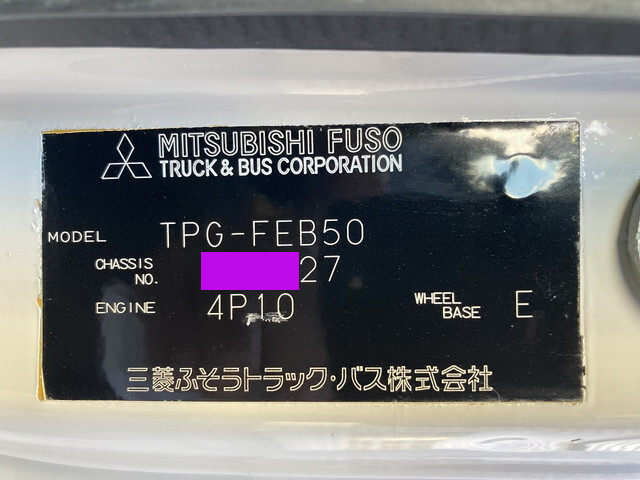 MITSUBISHI FUSO
TRUCK & BUS CORPORATION
MODEL TPG-FEB50
CHASSIS NO. 27
ENGINE 4P10 WHEEL BASE E
三菱ふそうトラック・バス株式会社